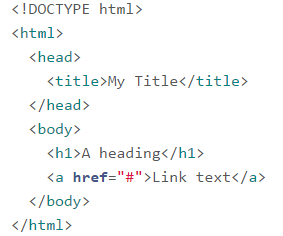 <!DOCTYPE html>
<html>
  <head>
    <title>My Title</title>
  </head>
  <body>
    <h1>A heading</h1>
    <a href="#">Link text</a>
  </body>
</html>